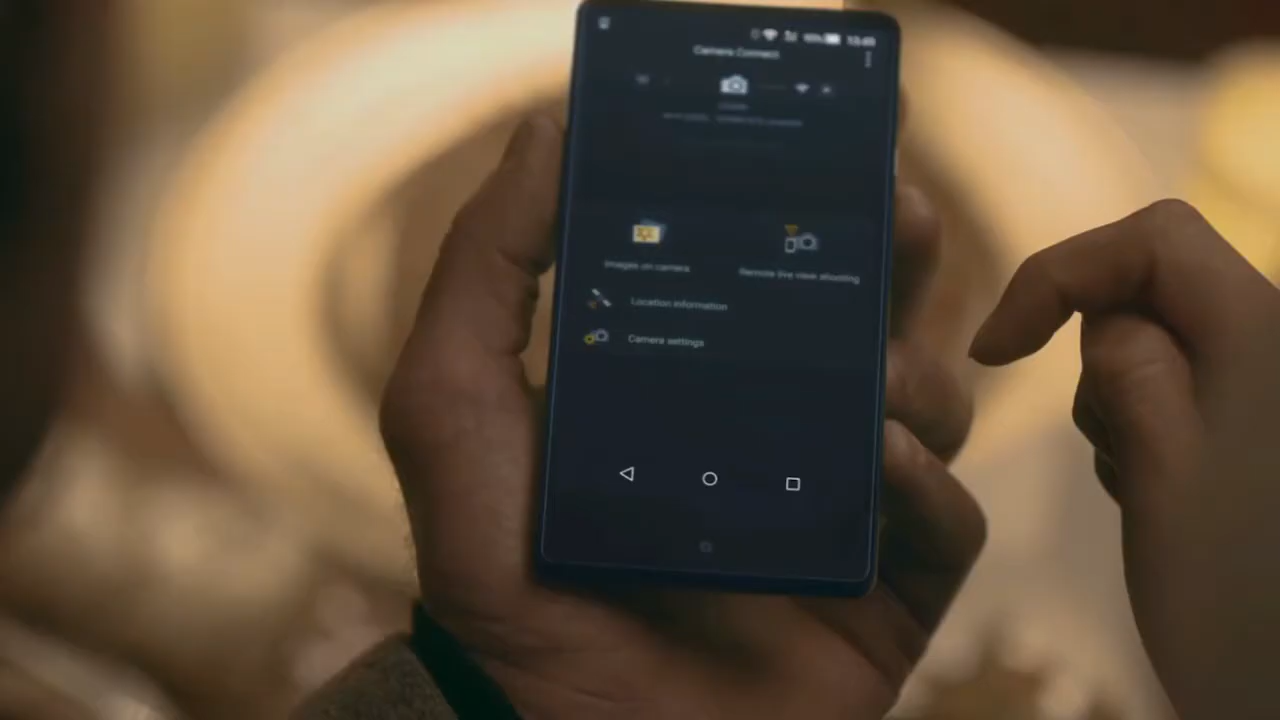 Camera Connect
Images on camera
Remote live view shooting
Location information
Camera settings